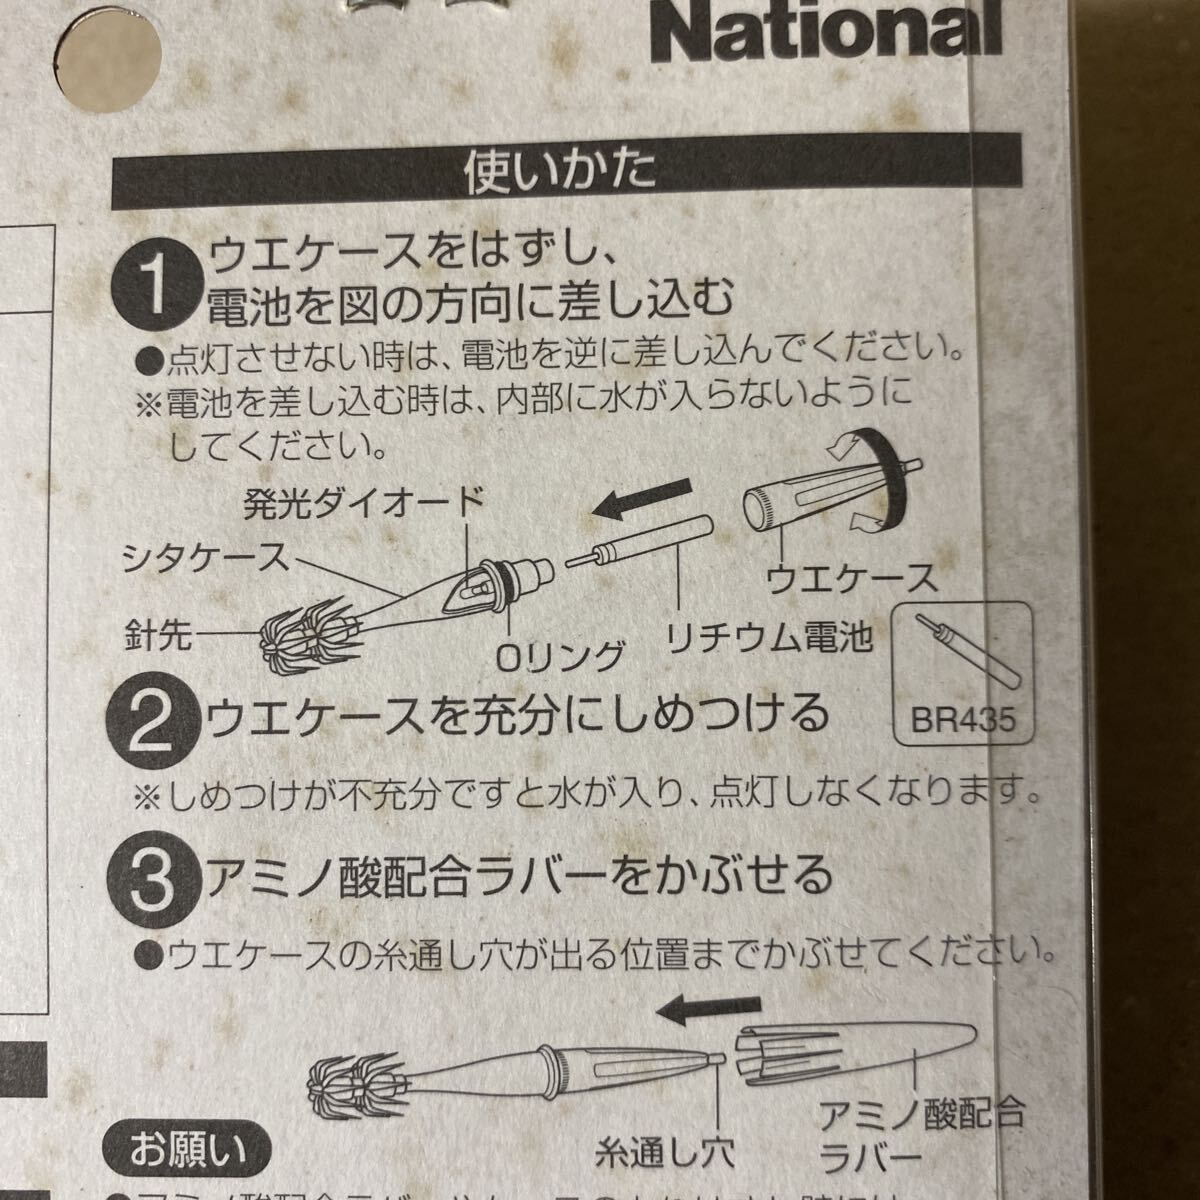 National
使いかた
1 ウエケースをはずし、
電池を図の方向に差し込む
●点灯させない時は、電池を逆に差し込んでください。
※電池を差し込む時は、内部に水が入らないように
してください。
発光ダイオード
シタケース
ウエケース
針先
Oリング
リチウム電池
BR435
2 ウエケースを充分にしめつける
※しめつけが不充分ですと水が入り、点灯しなくなります。
3 アミノ酸配合ラバーをかぶせる
●ウエケースの糸通し穴が出る位置までかぶせてください。
アミノ酸配合
ラバー
糸通し穴
お願い